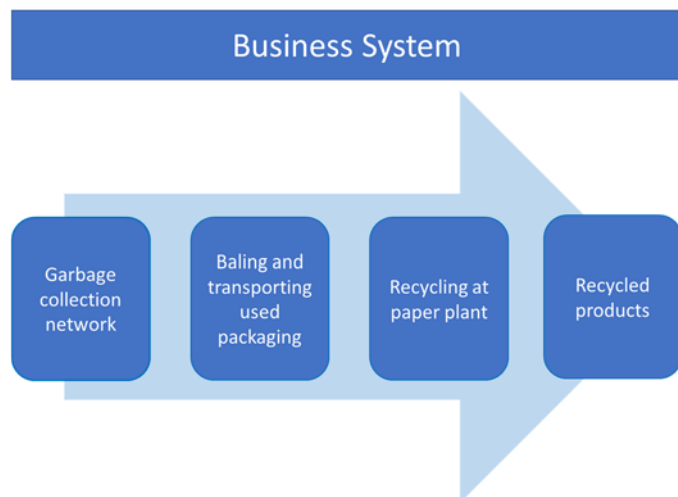 Business System
Garbage
collection
network
Baling and
transporting
used
packaging
Recycling at
paper plant
Recycled
products